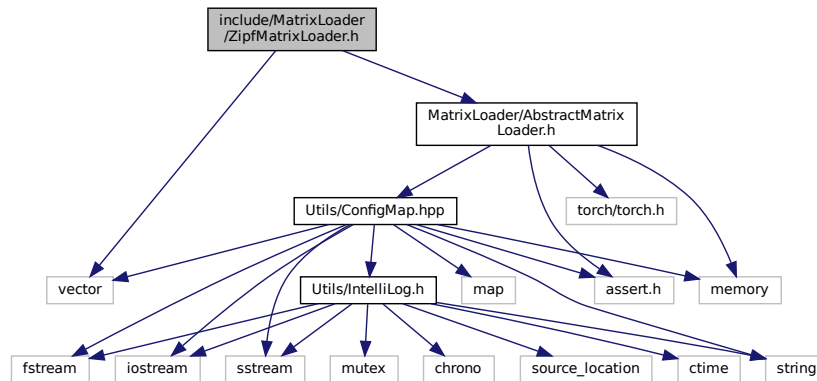 include/MatrixLoader
/ZipfMatrixLoader.h
MatrixLoader/AbstractMatrix
Loader.h
Utils/ConfigMap.hpp
torch/torch.h
vector
Utils/IntelliLog.h
map
assert.h
memory
fstream
iostream
sstream
mutex
chrono
source_location
ctime
string